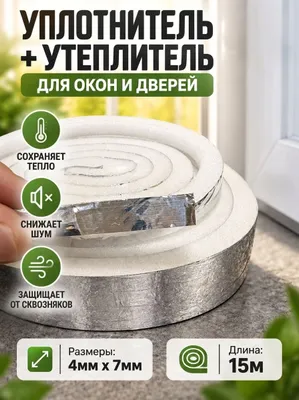 УПЛОТНИТЕЛЬ
+ УТЕПЛИТЕЛЬ
ДЛЯ ОКОН И ДВЕРЕЙ
СОХРАНЯЕТ
ТЕПЛО
СНИЖАЕТ
ШУМ
ЗАЩИЩАЕТ
ОТ СКВОЗНЯКОВ
Размеры:
4мм х 7мм
Длина:
15м